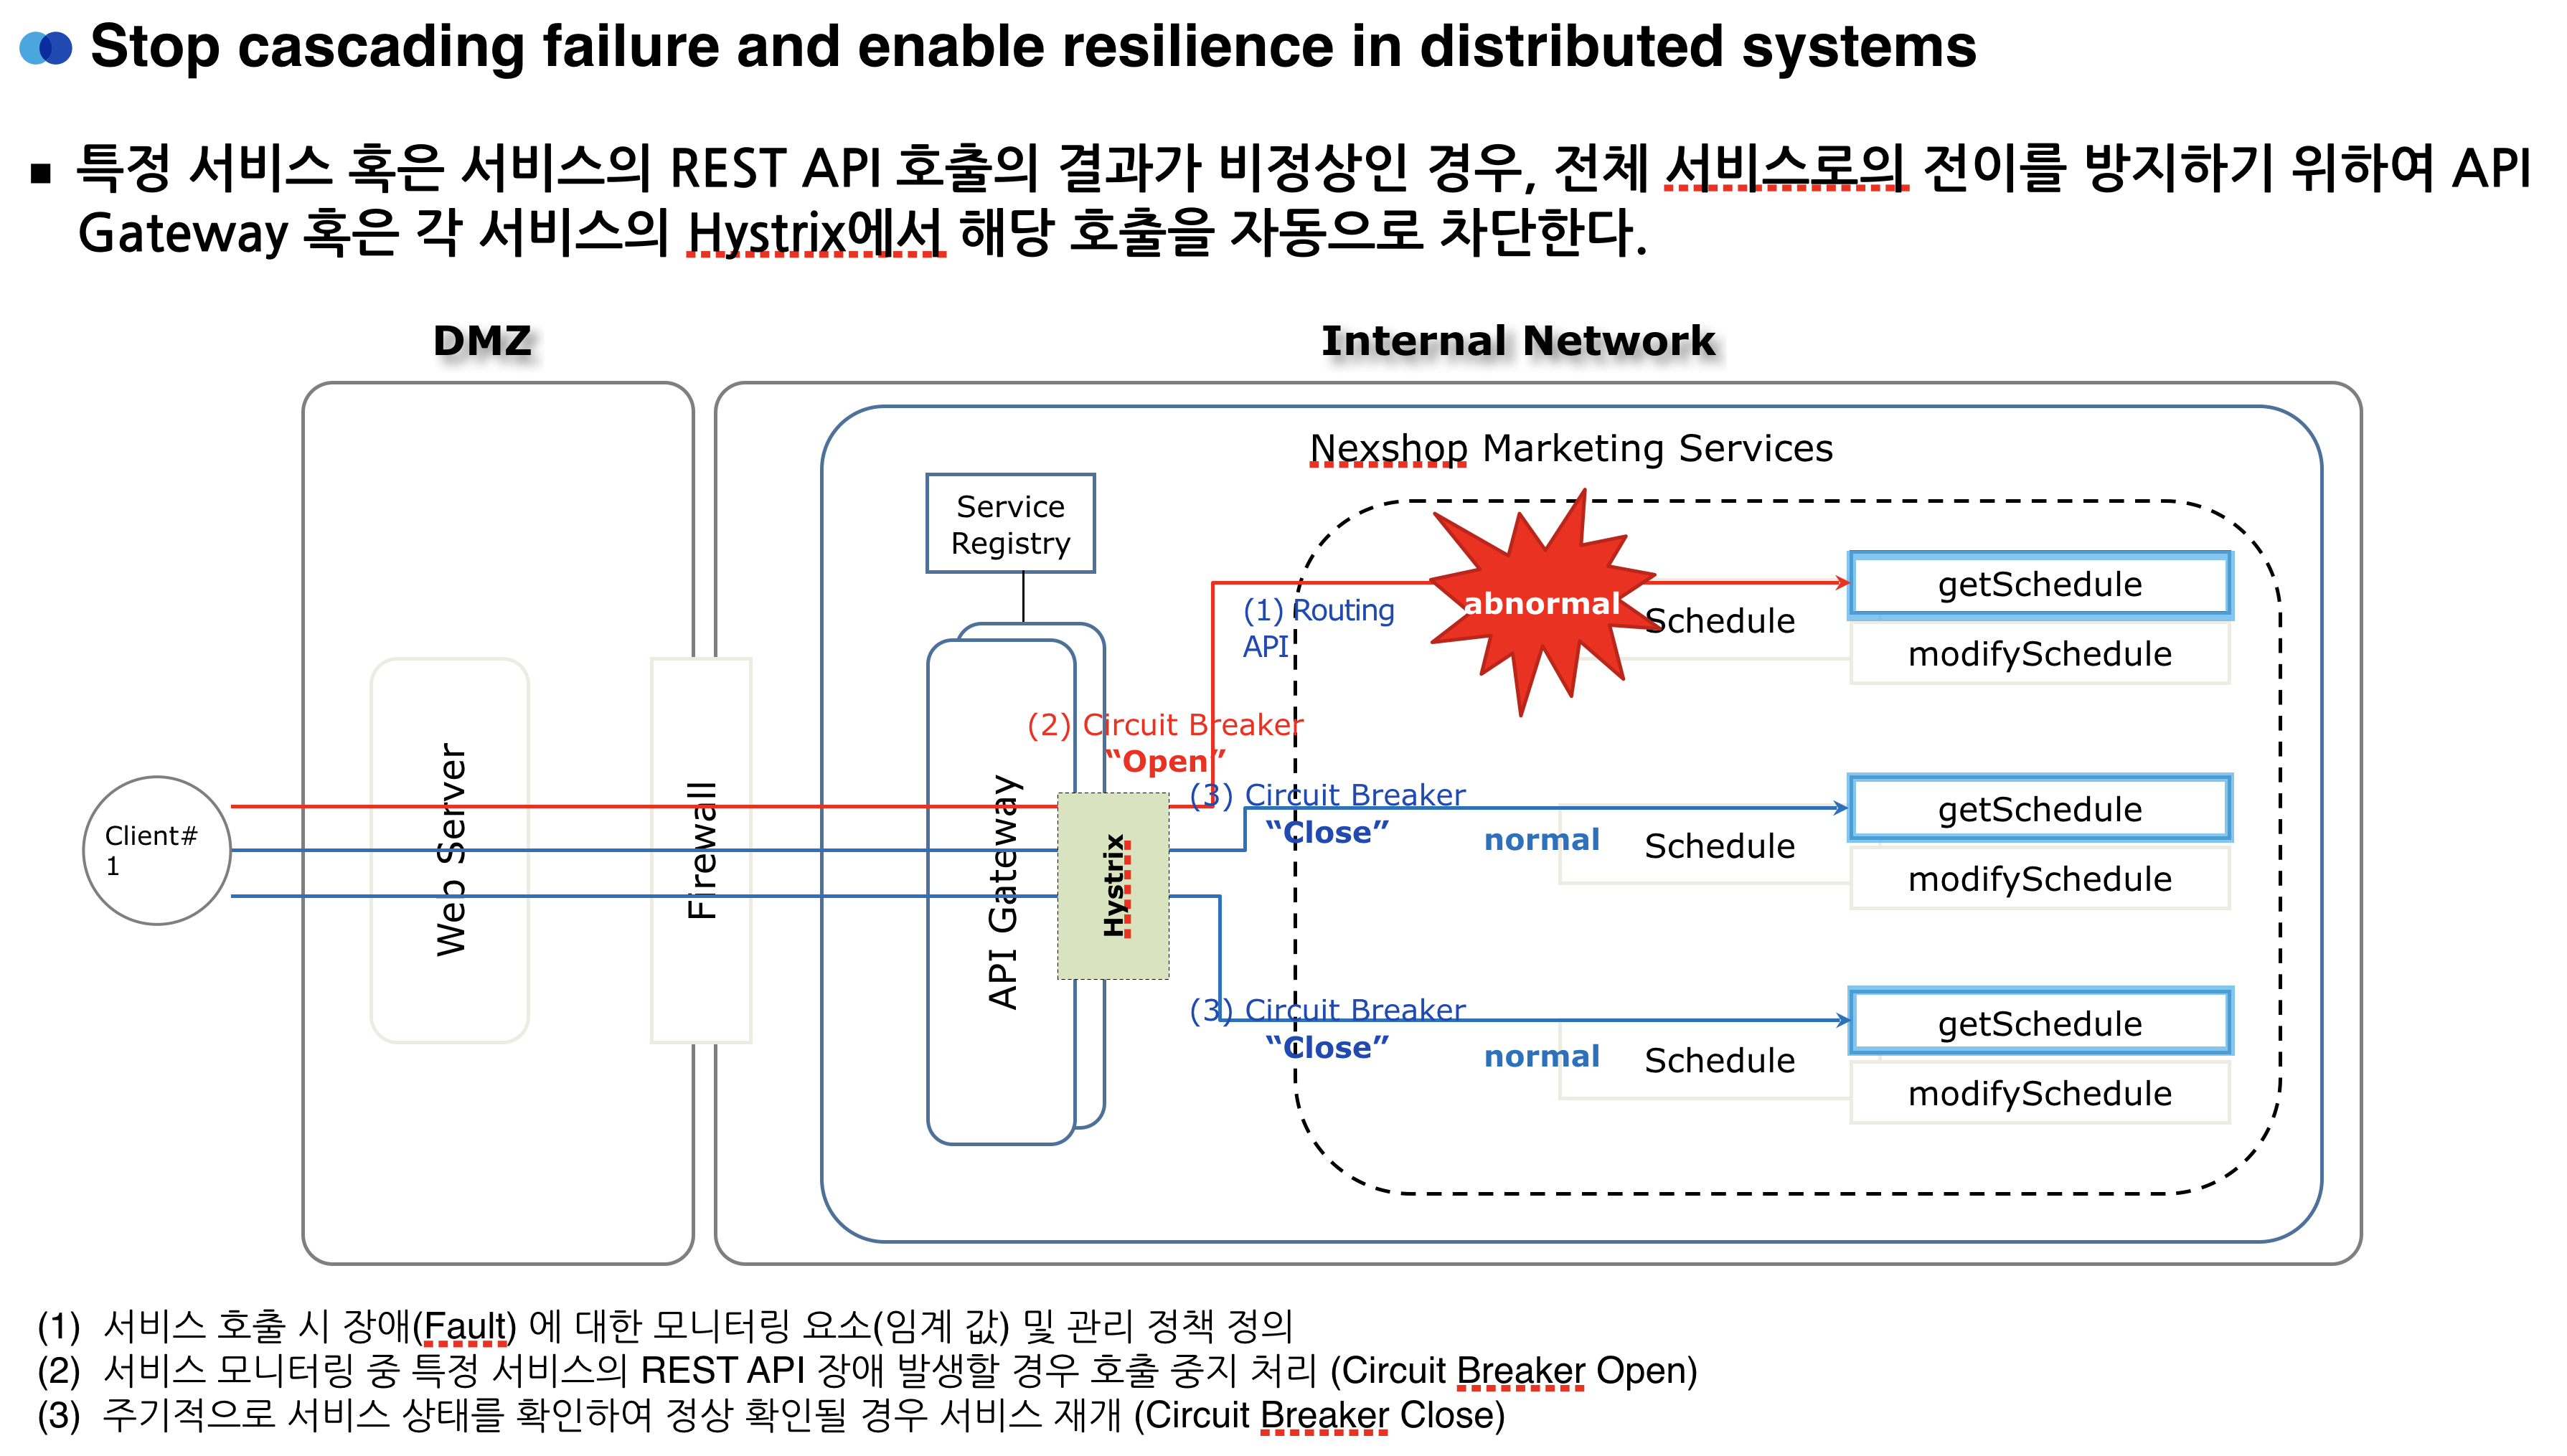 Stop cascading failure and enable resilience in distributed systems
▪ 특정 서비스 혹은 서비스의 REST API 호출의 결과가 비정상인 경우, 전체 서비스로의 전이를 방지하기 위하여 API
Gateway 혹은 각 서비스의 Hystrix에서 해당 호출을 자동으로 차단한다.
DMZ
Internal Network
Nexshop Marketing Services
Service
Registry
(1) Routing
API
abnormal
Schedule
getSchedule
modifySchedule
(2) Circuit Breaker
“Open”
(3) Circuit Breaker
“Close”
normal
Schedule
getSchedule
modifySchedule
Client#
1
Web Server
Firewall
API Gateway
Hystrix
(3) Circuit Breaker
“Close”
normal
Schedule
getSchedule
modifySchedule
(1) 서비스 호출 시 장애(Fault) 에 대한 모니터링 요소(임계 값) 및 관리 정책 정의
(2) 서비스 모니터링 중 특정 서비스의 REST API 장애 발생할 경우 호출 중지 처리 (Circuit Breaker Open)
(3) 주기적으로 서비스 상태를 확인하여 정상 확인될 경우 서비스 재개 (Circuit Breaker Close)